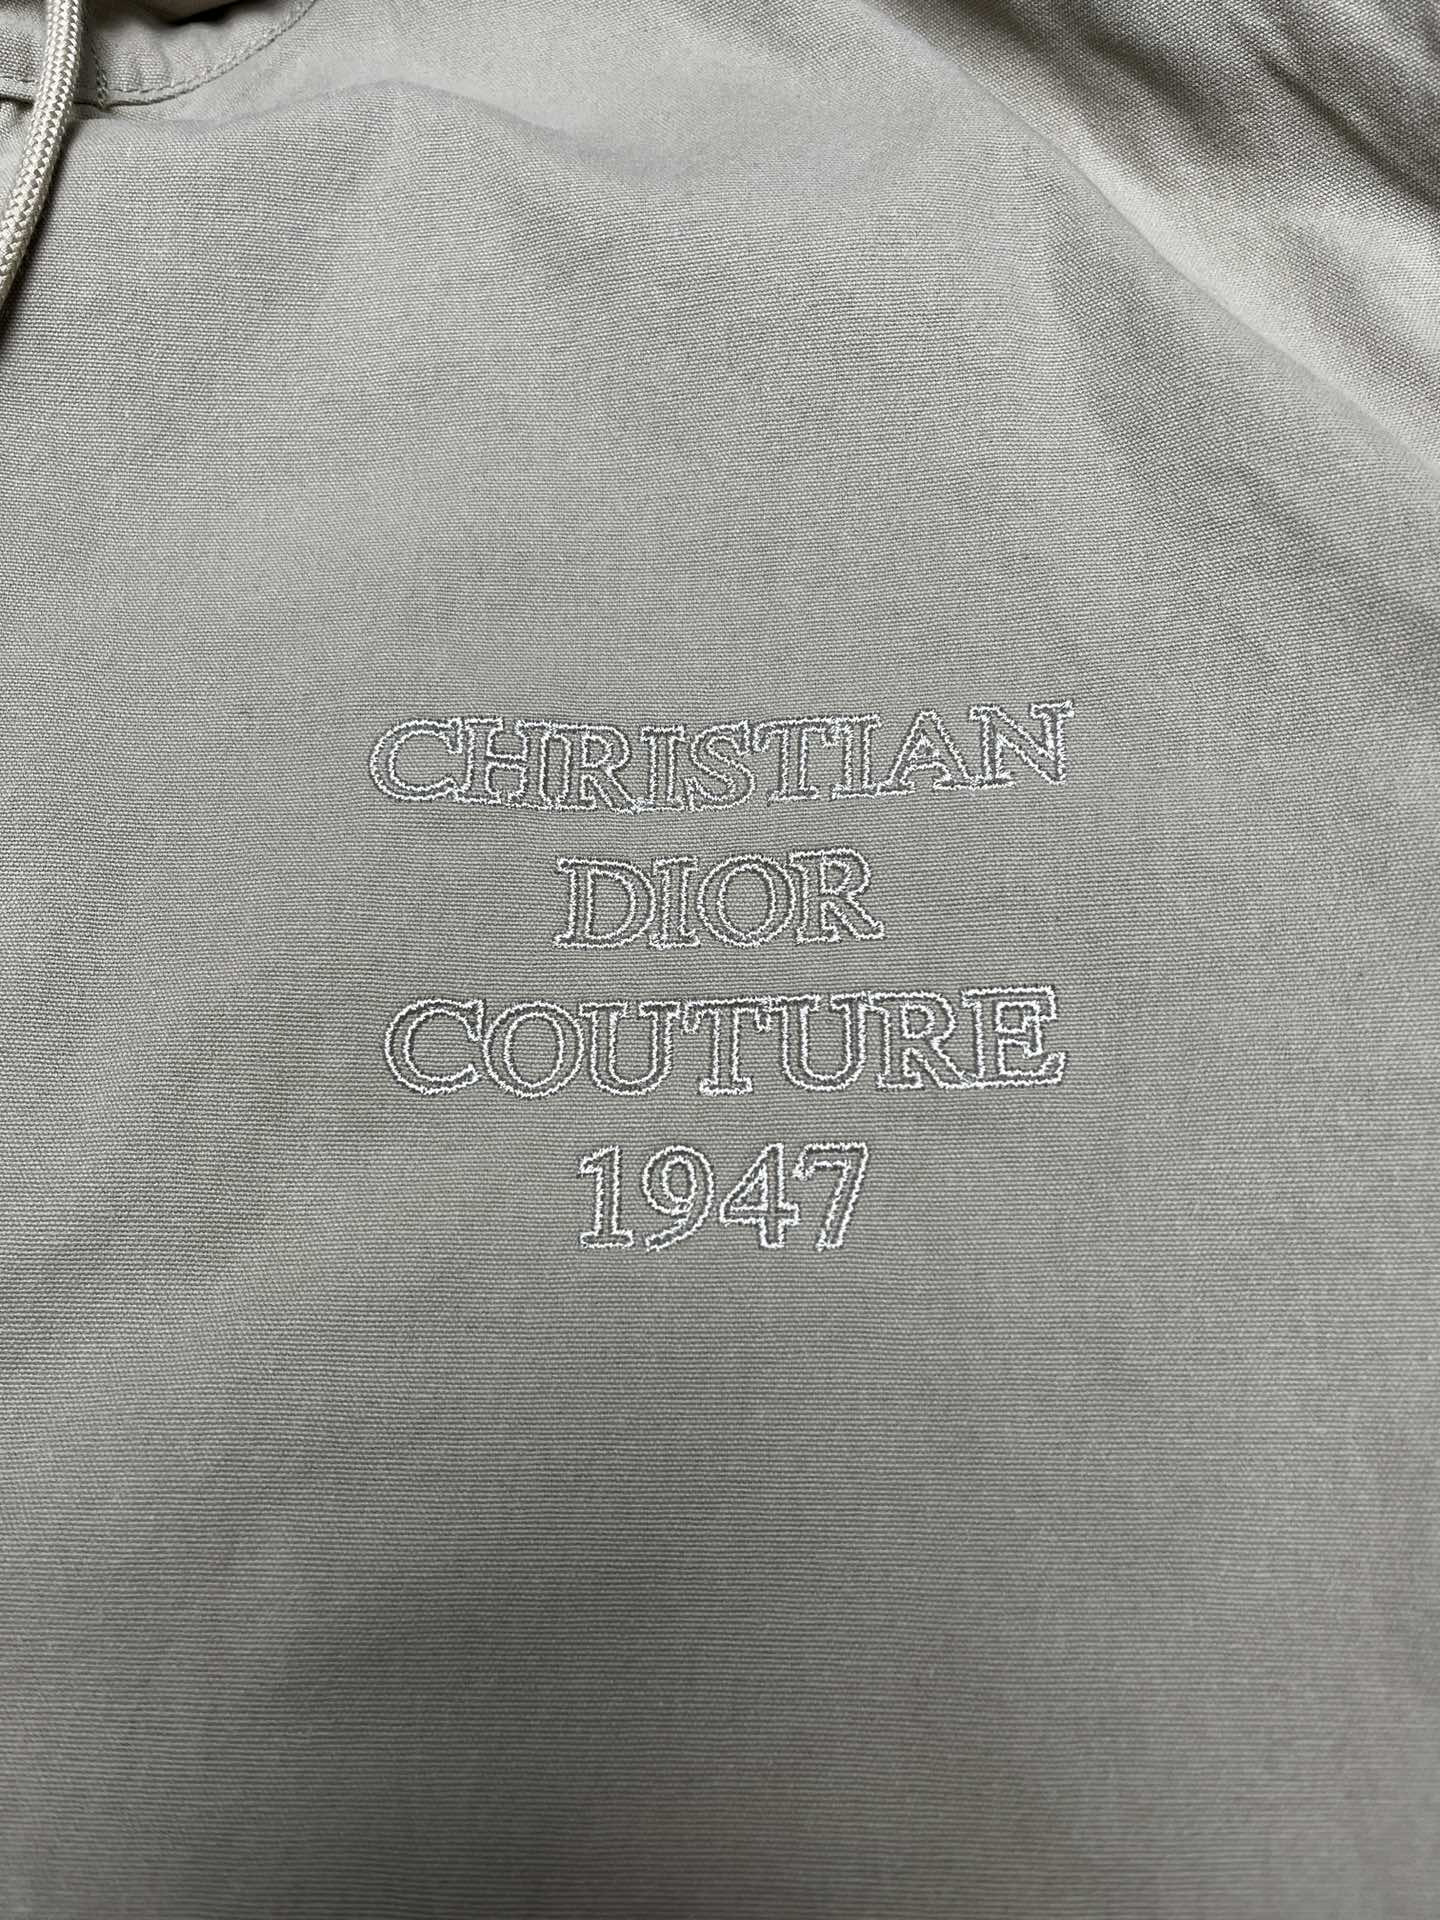 CHRISTIAN
DIOR
COUTURE
1947